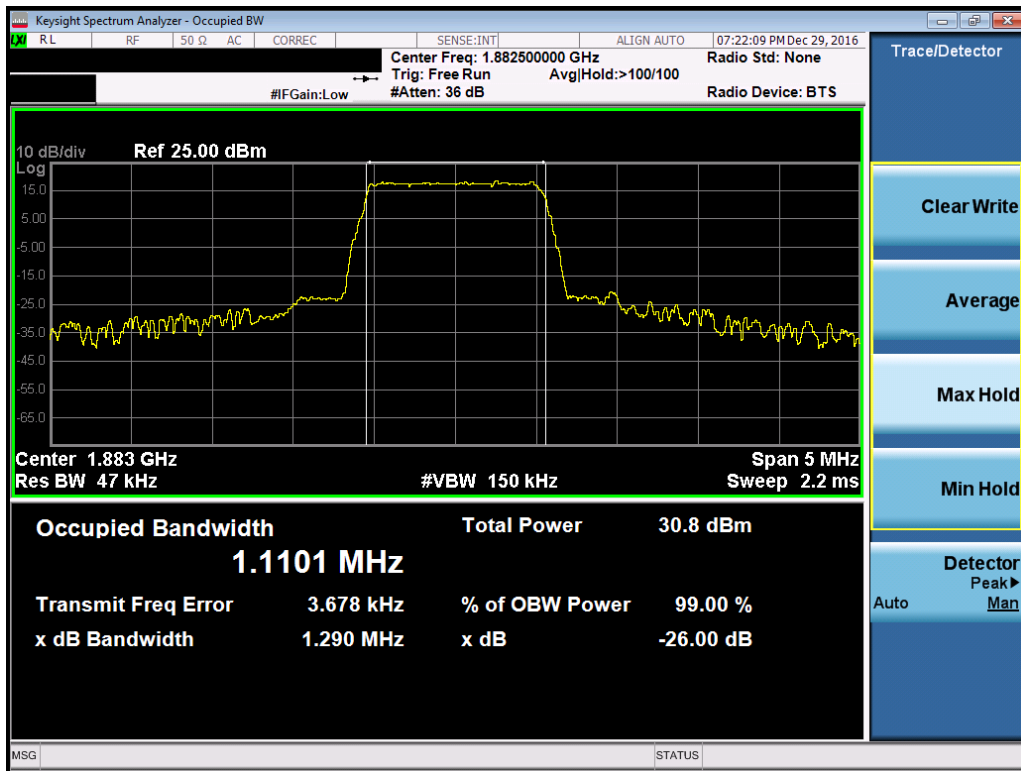 Keysight Spectrum Analyzer - Occupied BW
LXI RL RF 50 Ω AC CORREC SENSE:INT ALIGN AUTO 07:22:09 PM Dec 29, 2016
Center Freq: 1.882500000 GHz Radio Std: None
Trig: Free Run Avg|Hold:>100/100
#IFGain:Low #Atten: 36 dB Radio Device: BTS
10 dB/div Ref 25.00 dBm
Log
15.0
5.00
-5.00
-15.0
-25.0
-35.0
-45.0
-55.0
-65.0
Center 1.883 GHz Span 5 MHz
Res BW 47 kHz #VBW 150 kHz Sweep 2.2 ms
Occupied Bandwidth Total Power 30.8 dBm
1.1101 MHz
Transmit Freq Error 3.678 kHz % of OBW Power 99.00 %
x dB Bandwidth 1.290 MHz x dB -26.00 dB
MSG STATUS
Trace/Detector
Clear Write
Average
Max Hold
Min Hold
Detector
Peak▶
Auto Man